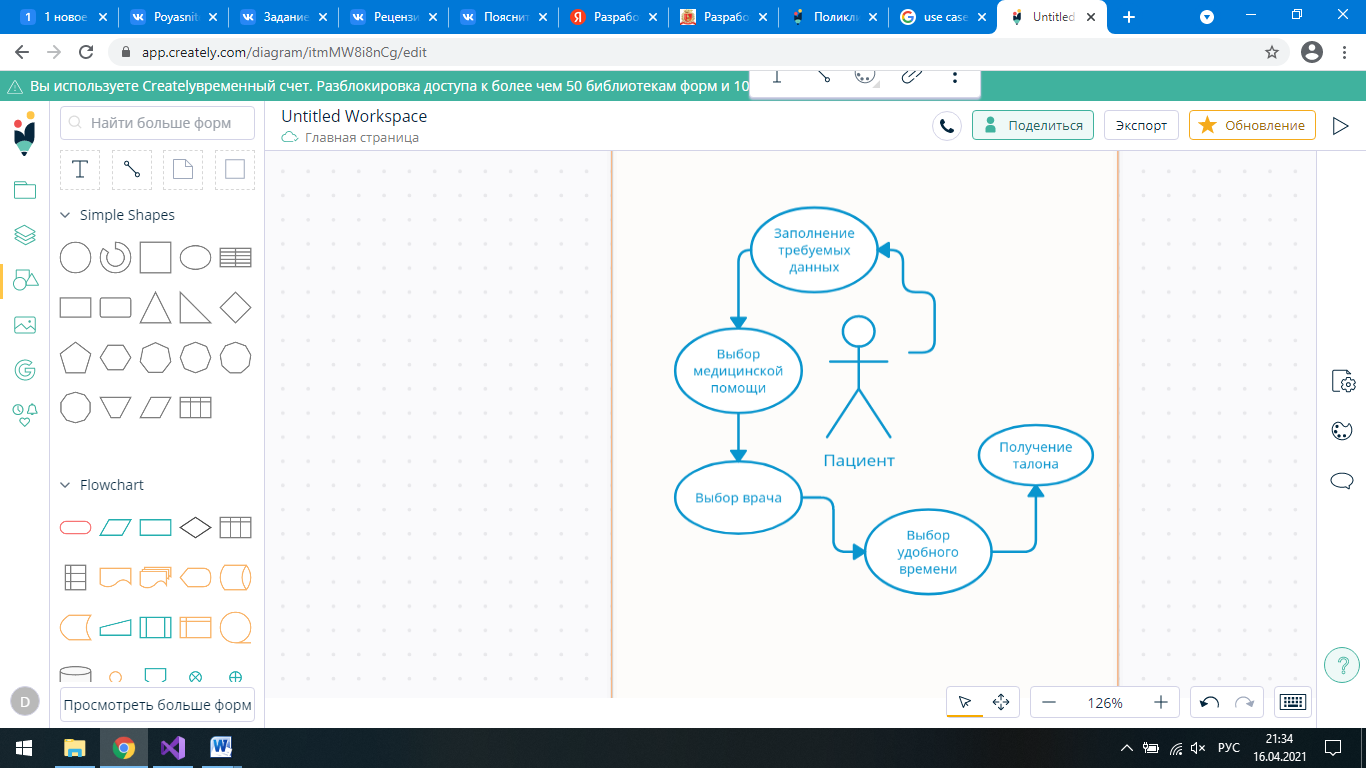 1
1 новое
Poyasnit
Задание
Реценз
Пояснит
Разрабо
Разрабо
Поликли
use case
Untitled
app.creately.com/diagram/itmMW8i8nCg/edit
Вы используете Createlyвременный счет. Разблокировка доступа к более чем 50 библиотекам форм и 10
Найти больше форм
Untitled Workspace
Главная страница
Поделиться
Экспорт
Обновление
T
Simple Shapes
Flowchart
Просмотреть больше форм
D
Заполнение
требуемых
данных
Выбор
медицинской
помощи
Пациент
Выбор врача
Получение
талона
Выбор
удобного
времени
126%
?
РУС
21:34
16.04.2021